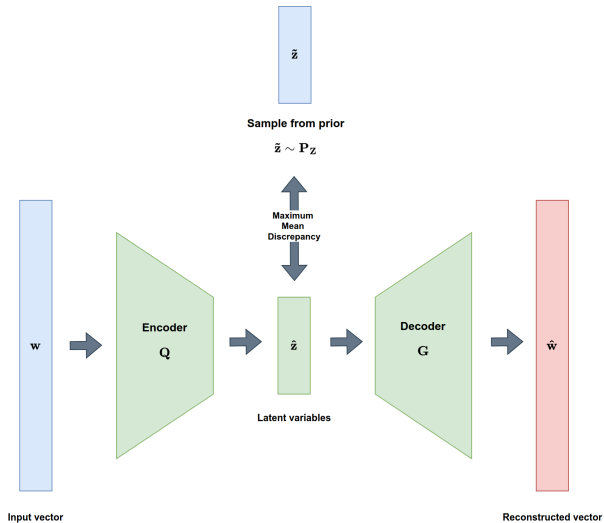 z̃
Sample from prior
z̃ ∼ P_Z
Maximum
Mean
Discrepancy
w
Encoder
Q
ẑ
Decoder
G
ŵ
Latent variables
Input vector
Reconstructed vector